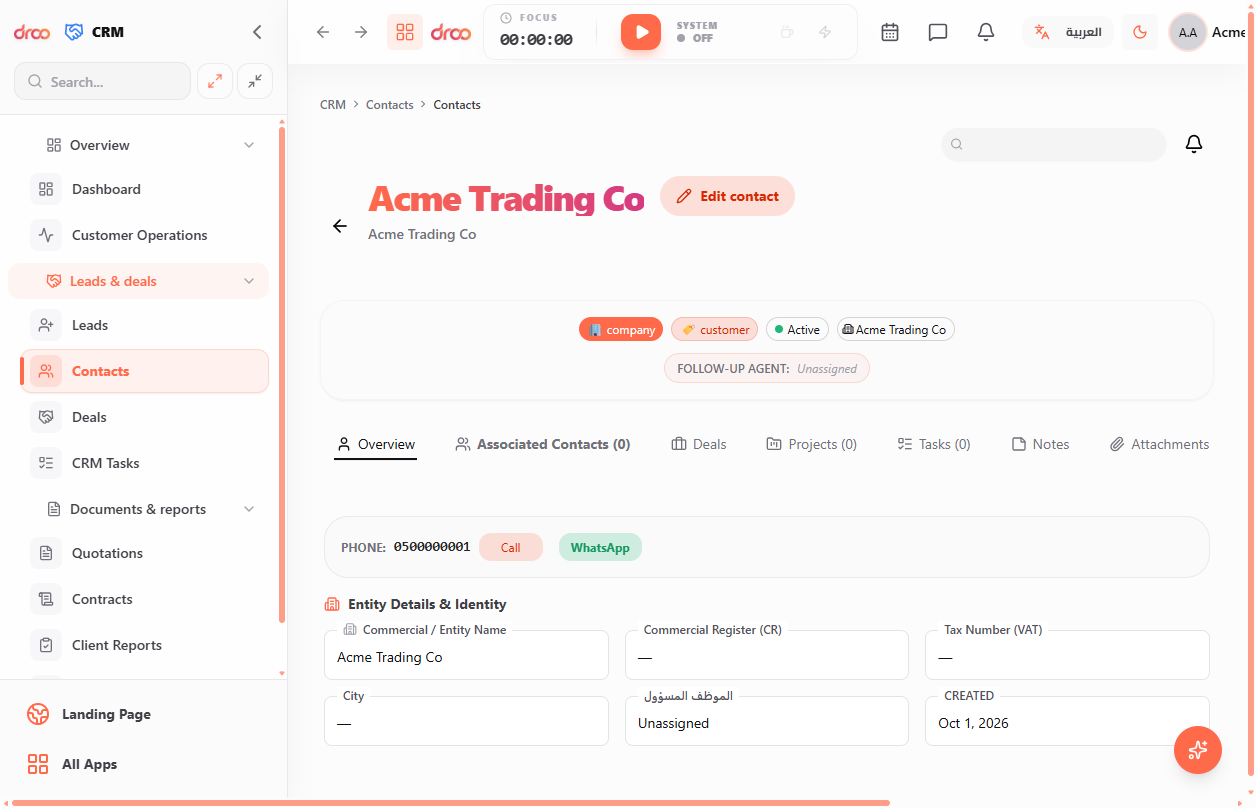 droo CRM
Search...
Overview
Dashboard
Customer Operations
Leads & deals
Leads
Contacts
Deals
CRM Tasks
Documents & reports
Quotations
Contracts
Client Reports
Landing Page
All Apps
droo
FOCUS
00:00:00
SYSTEM
OFF
العربية
A.A
Acme
CRM > Contacts > Contacts
Acme Trading Co
Edit contact
Acme Trading Co
company
customer
Active
Acme Trading Co
FOLLOW-UP AGENT: Unassigned
Overview
Associated Contacts (0)
Deals
Projects (0)
Tasks (0)
Notes
Attachments
PHONE: 0500000001
Call
WhatsApp
Entity Details & Identity
Commercial / Entity Name
Acme Trading Co
Commercial Register (CR)
—
Tax Number (VAT)
—
City
—
الموظف المسؤول
Unassigned
CREATED
Oct 1, 2026